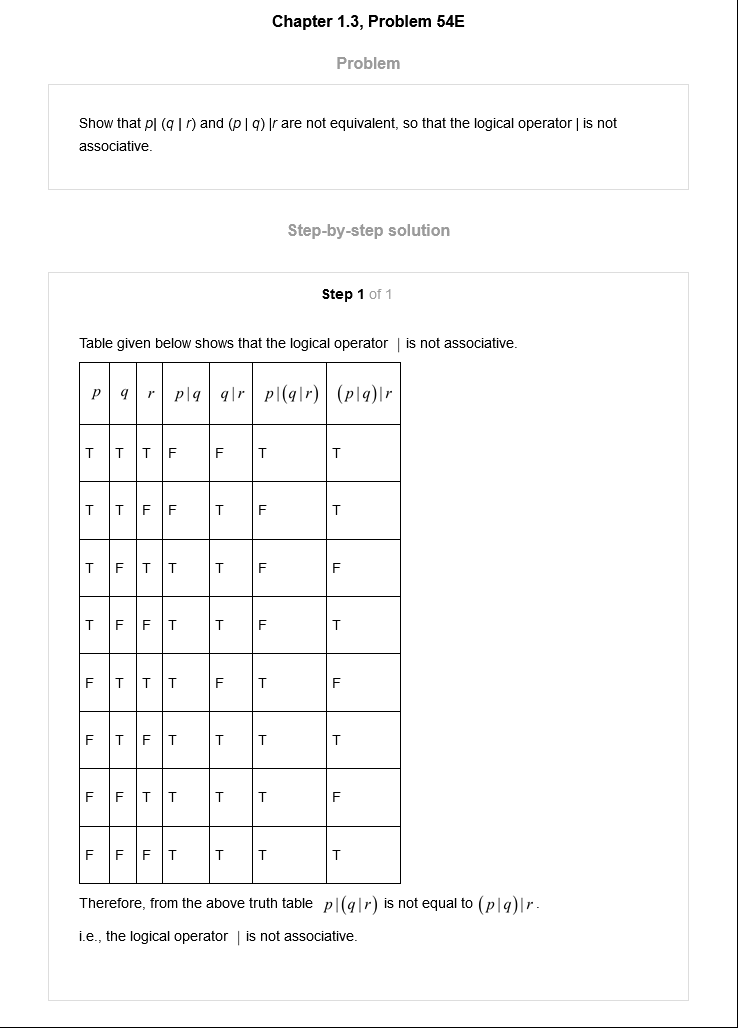 Chapter 1.3, Problem 54E
Problem
Show that p| (q | r) and (p | q) |r are not equivalent, so that the logical operator | is not
associative.
Step-by-step solution
Step 1 of 1
Table given below shows that the logical operator | is not associative.
p q r p|q q|r p|(q|r) (p|q)|r
T T T F F T T
T T F F T F T
T F T T T F F
T F F T T F T
F T T T F T F
F T F T T T T
F F T T T T F
F F F T T T T
Therefore, from the above truth table p|(q|r) is not equal to (p|q)|r.
i.e., the logical operator | is not associative.